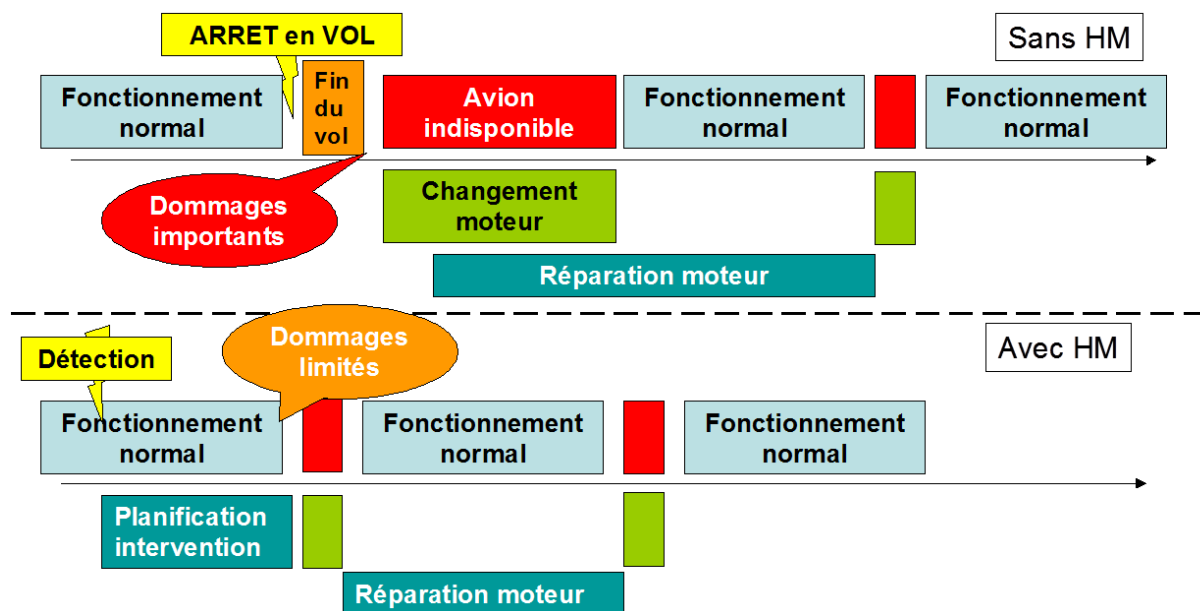 ARRET en VOL
Sans HM
Fonctionnement
normal
Fin
du
vol
Avion
indisponible
Fonctionnement
normal
Fonctionnement
normal
Dommages
importants
Changement
moteur
Réparation moteur
Dommages
limités
Avec HM
Détection
Fonctionnement
normal
Fonctionnement
normal
Fonctionnement
normal
Planification
intervention
Réparation moteur